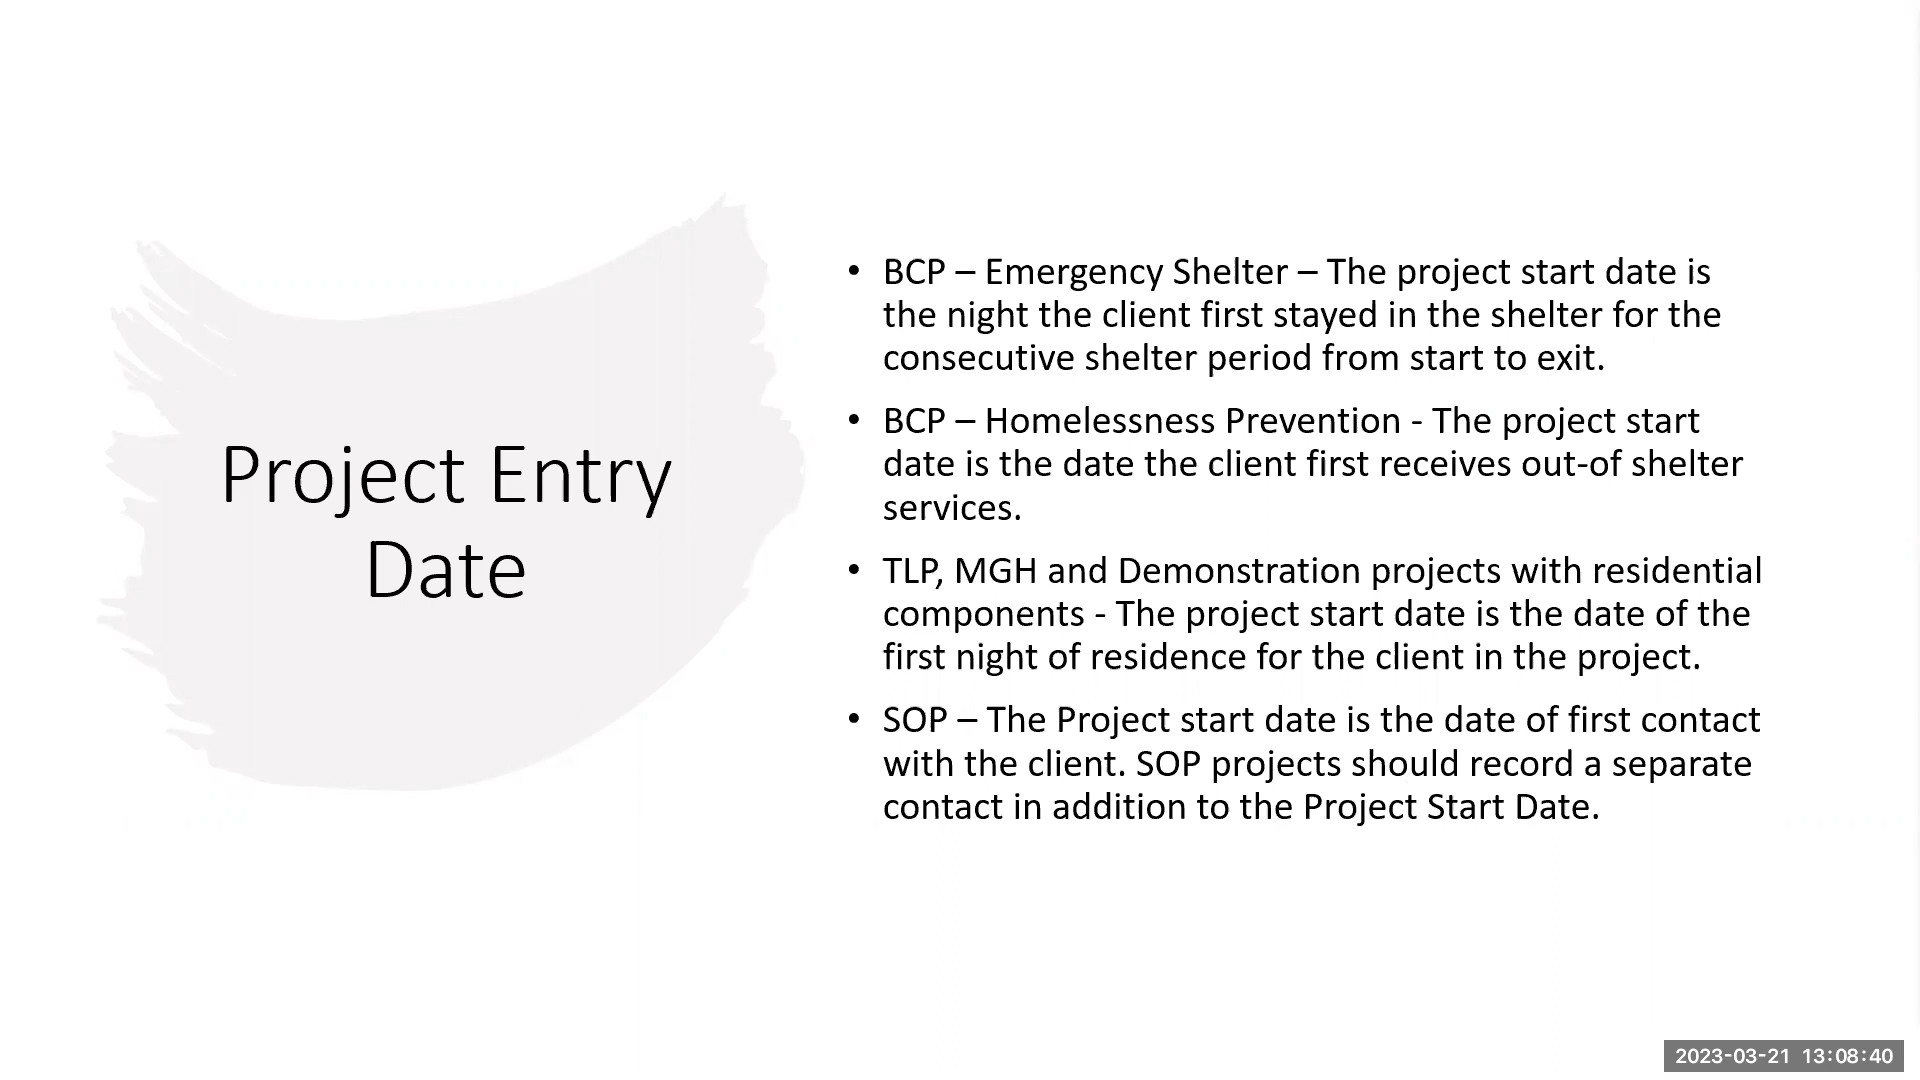 Project Entry
Date
• BCP – Emergency Shelter – The project start date is
the night the client first stayed in the shelter for the
consecutive shelter period from start to exit.
• BCP – Homelessness Prevention - The project start
date is the date the client first receives out-of shelter
services.
• TLP, MGH and Demonstration projects with residential
components - The project start date is the date of the
first night of residence for the client in the project.
• SOP – The Project start date is the date of first contact
with the client. SOP projects should record a separate
contact in addition to the Project Start Date.
2023-03-21 13:08:40